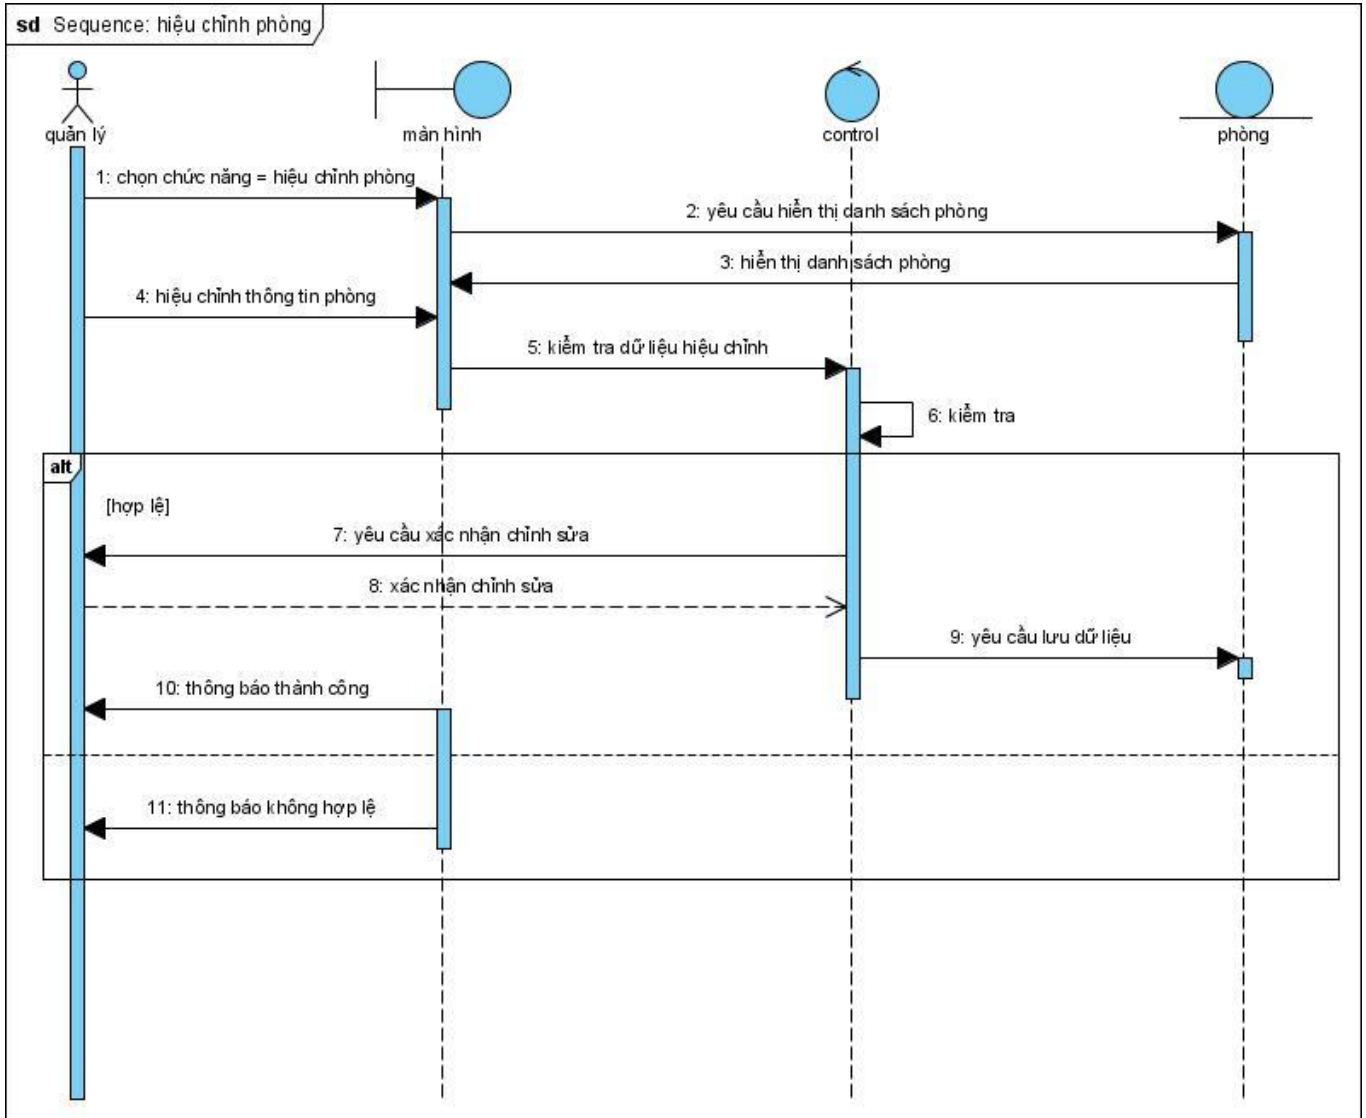 sd Sequence: hiệu chỉnh phòng
quản lý
màn hình
control
phòng
1: chọn chức năng = hiệu chỉnh phòng
2: yêu cầu hiển thị danh sách phòng
3: hiển thị danh sách phòng
4: hiệu chỉnh thông tin phòng
5: kiểm tra dữ liệu hiệu chỉnh
6: kiểm tra
alt
[hợp lệ]
7: yêu cầu xác nhận chỉnh sửa
8: xác nhận chỉnh sửa
9: yêu cầu lưu dữ liệu
10: thông báo thành công
11: thông báo không hợp lệ